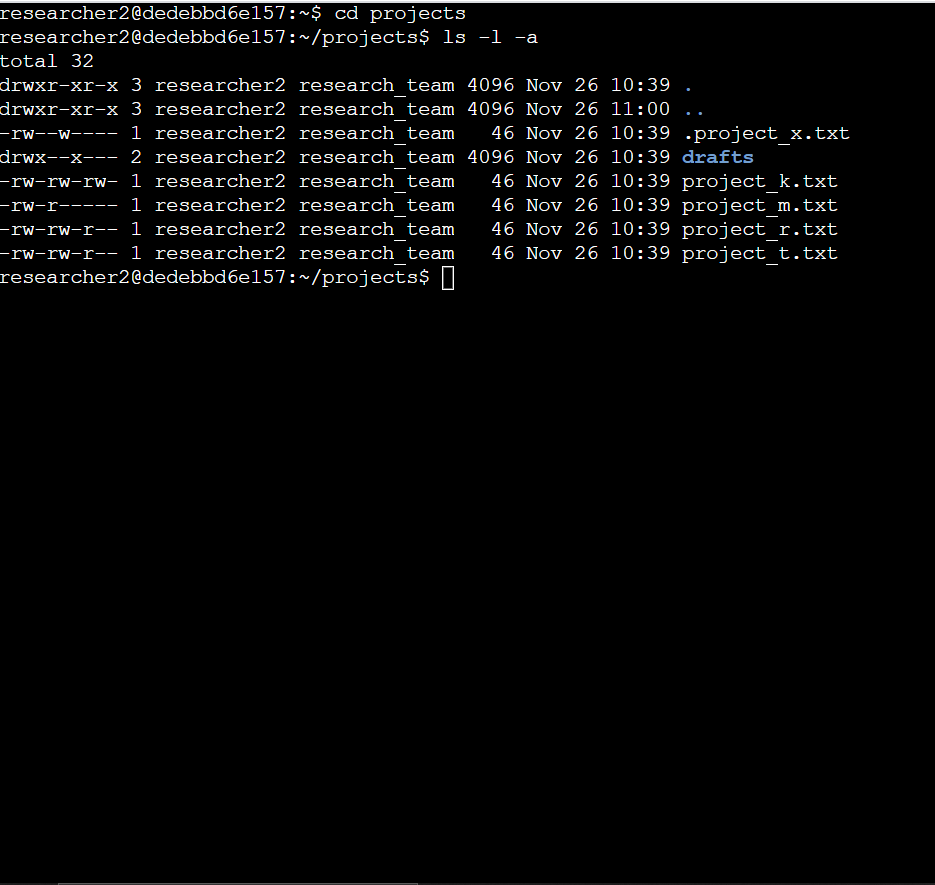 researcher2@dedebbd6e157:~$ cd projects
researcher2@dedebbd6e157:~/projects$ ls -l -a
total 32
drwxr-xr-x 3 researcher2 research_team 4096 Nov 26 10:39 .
drwxr-xr-x 3 researcher2 research_team 4096 Nov 26 11:00 ..
-rw--w---- 1 researcher2 research_team   46 Nov 26 10:39 .project_x.txt
drwx--x--- 2 researcher2 research_team 4096 Nov 26 10:39 drafts
-rw-rw-rw- 1 researcher2 research_team   46 Nov 26 10:39 project_k.txt
-rw-r----- 1 researcher2 research_team   46 Nov 26 10:39 project_m.txt
-rw-rw-r-- 1 researcher2 research_team   46 Nov 26 10:39 project_r.txt
-rw-rw-r-- 1 researcher2 research_team   46 Nov 26 10:39 project_t.txt
researcher2@dedebbd6e157:~/projects$